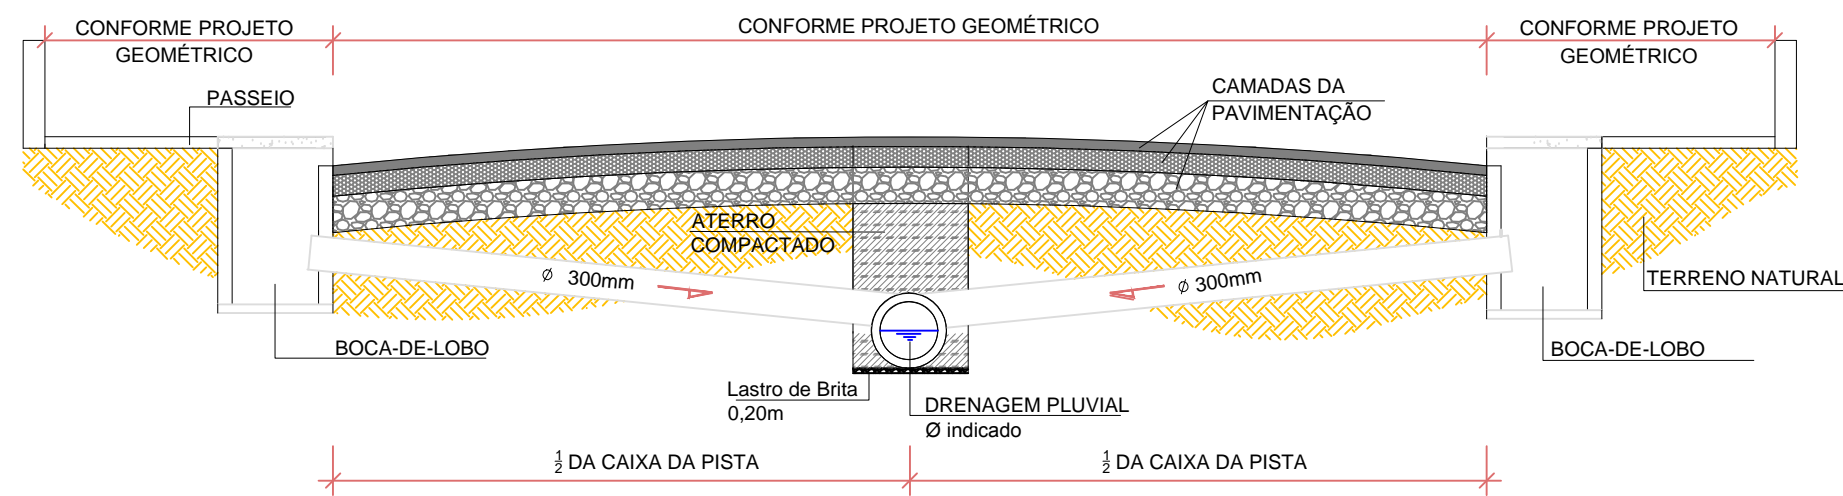 CONFORME PROJETO
GEOMÉTRICO
CONFORME PROJETO GEOMÉTRICO
CONFORME PROJETO
GEOMÉTRICO
PASSEIO
CAMADAS DA
PAVIMENTAÇÃO
ATERRO
COMPACTADO
ø 300mm
ø 300mm
TERRENO NATURAL
BOCA-DE-LOBO
BOCA-DE-LOBO
Lastro de Brita
0,20m
DRENAGEM PLUVIAL
Ø indicado
½ DA CAIXA DA PISTA
½ DA CAIXA DA PISTA